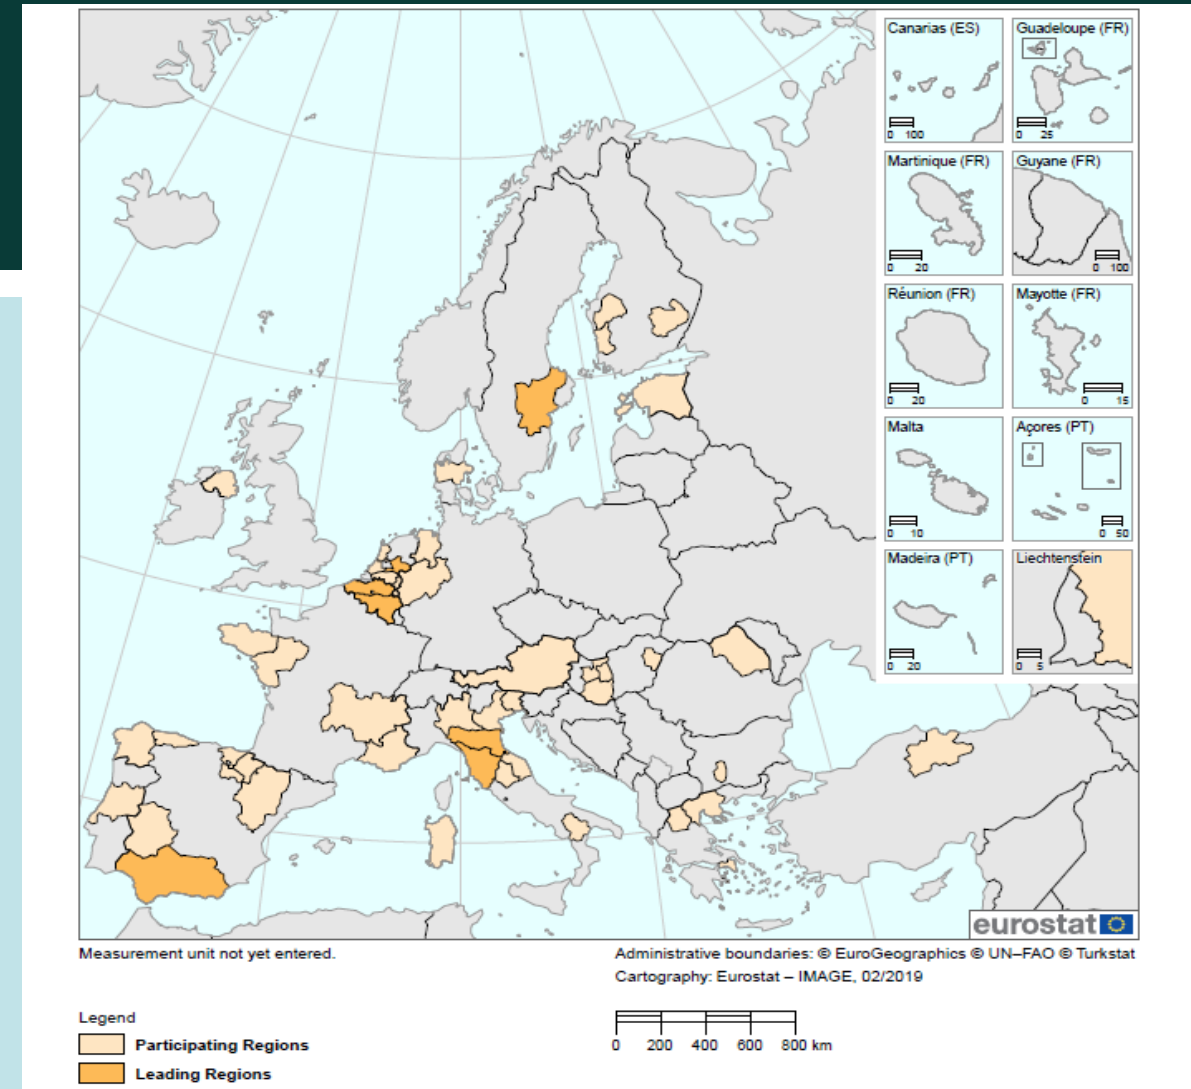 Canarias (ES)
0 100
Guadeloupe (FR)
0 25
Martinique (FR)
0 20
Guyane (FR)
0 100
Réunion (FR)
0 20
Mayotte (FR)
0 15
Malta
0 10
Açores (PT)
0 50
Madeira (PT)
0 20
Liechtenstein
0 5
eurostat
Measurement unit not yet entered.
Administrative boundaries: © EuroGeographics © UN–FAO © Turkstat
Cartography: Eurostat – IMAGE, 02/2019
Legend
Participating Regions
Leading Regions
0 200 400 600 800 km